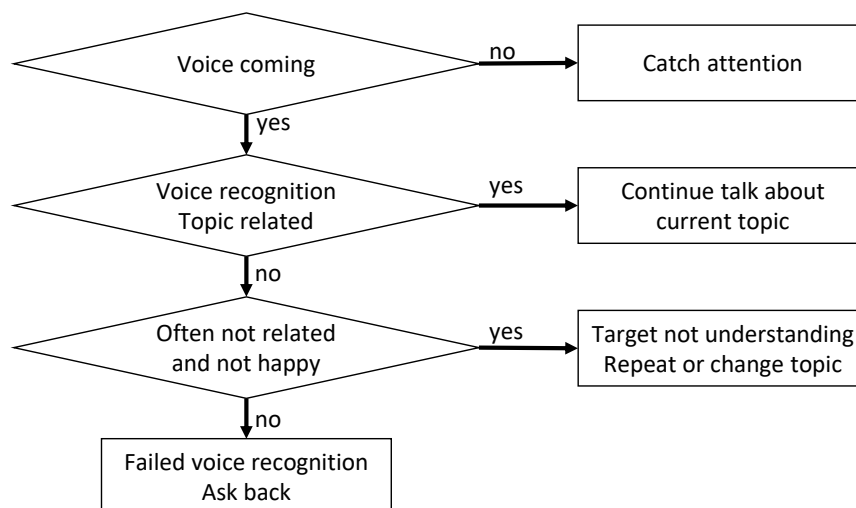 Voice coming
no
Catch attention
yes
Voice recognition
Topic related
yes
Continue talk about
current topic
no
Often not related
and not happy
yes
Target not understanding
Repeat or change topic
no
Failed voice recognition
Ask back